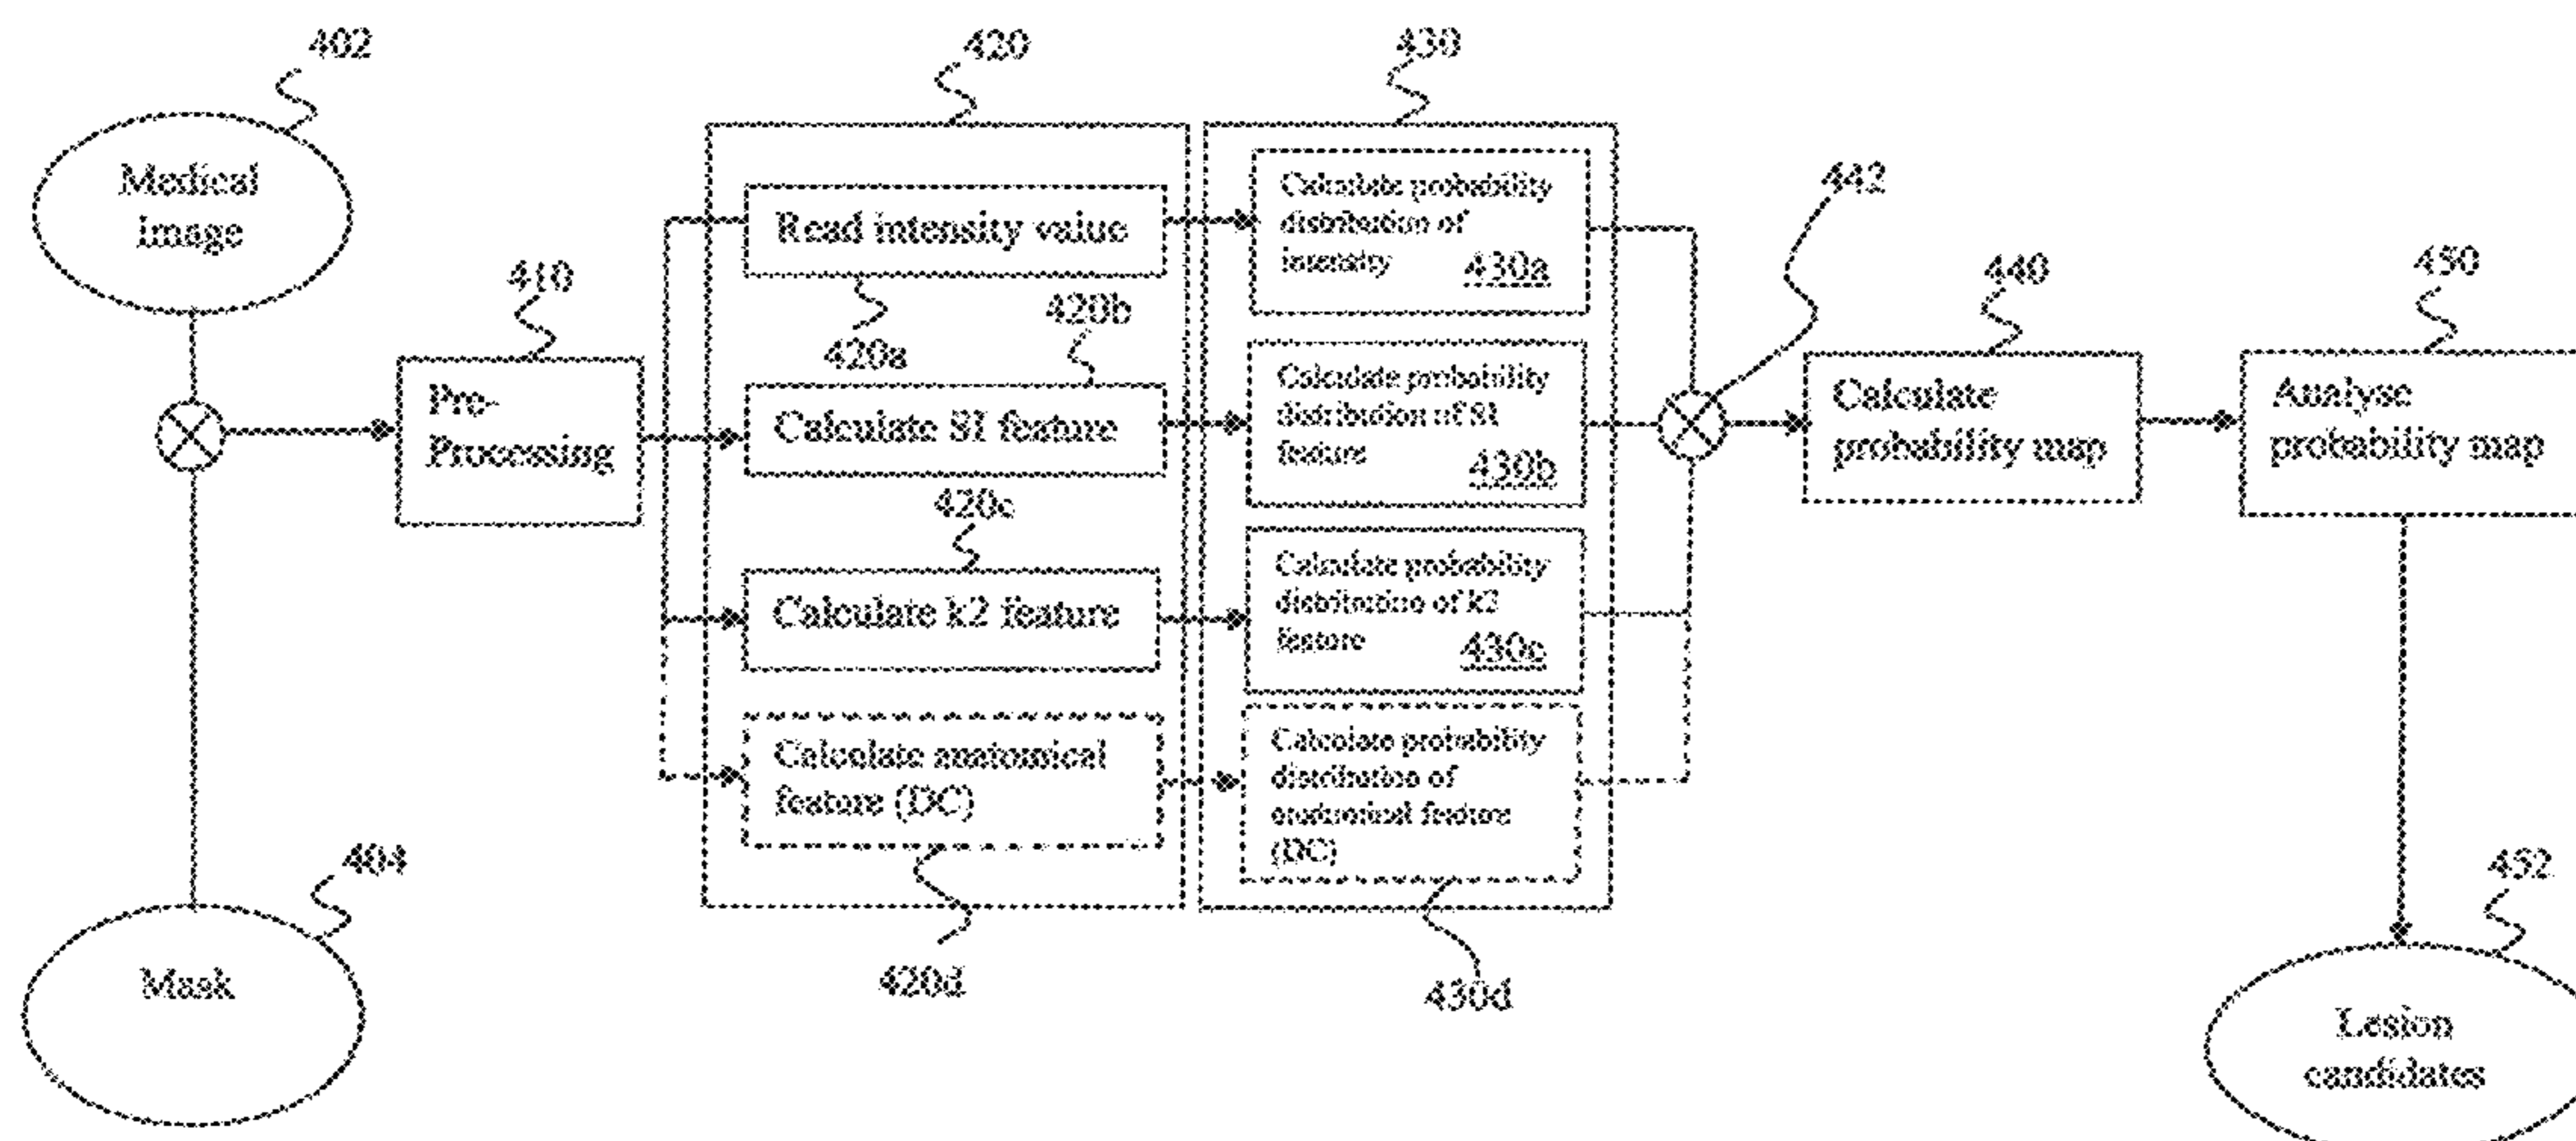 402
Medical
image
404
Mask
410
Pre-
Processing
420
Read intensity value
420a
420b
Calculate SI feature
420c
Calculate k2 feature
Calculate anatomical
feature (DC)
420d
430
Calculate probability
distribution of
intensity
430a
Calculate probability
distribution of SI
feature
430b
Calculate probability
distribution of k2
feature
430c
Calculate probability
distribution of
anatomical feature
(DC)
430d
442
440
Calculate
probability map
450
Analyse
probability map
452
Lesion
candidates